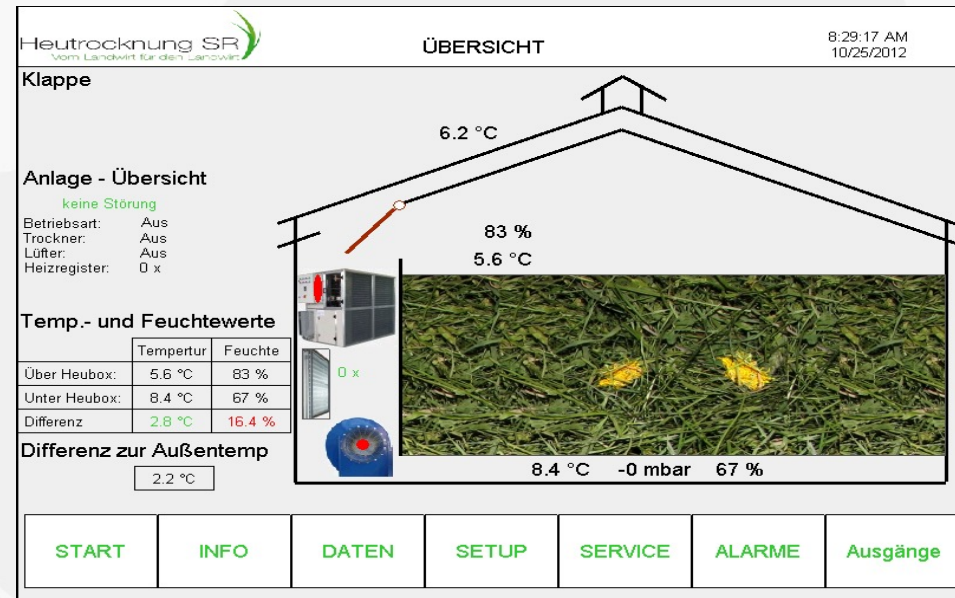 Heutrocknung SR
Vom Landwirt für den Landwirt
ÜBERSICHT
8:29:17 AM
10/25/2012
Klappe
6.2 °C
Anlage - Übersicht
keine Störung
Betriebsart: Aus
Trockner: Aus
Lüfter: Aus
Heizregister: 0 x
83 %
5.6 °C
Temp.- und Feuchtewerte
Tempertur Feuchte
Über Heubox: 5.6 °C 83 %
Unter Heubox: 8.4 °C 67 %
Differenz 2.8 °C 16.4 %
0 x
Differenz zur Außentemp
2.2 °C
8.4 °C -0 mbar 67 %
START INFO DATEN SETUP SERVICE ALARME Ausgänge